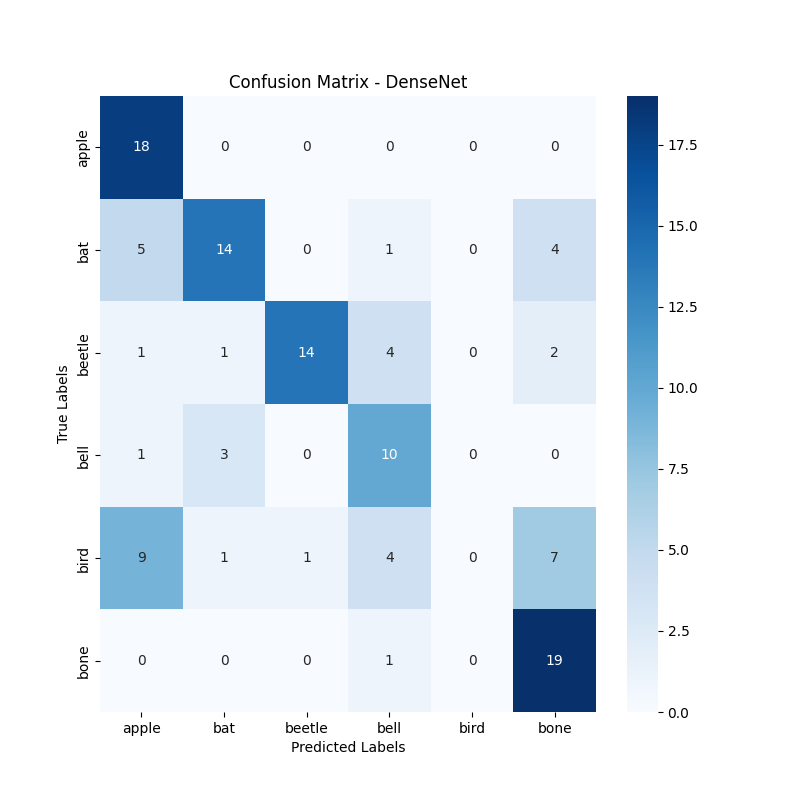 Confusion Matrix - DenseNet
apple 18 0 0 0 0 0
bat 5 14 0 1 0 4
beetle 1 1 14 4 0 2
bell 1 3 0 10 0 0
bird 9 1 1 4 0 7
bone 0 0 0 1 0 19
apple bat beetle bell bird bone
Predicted Labels
True Labels
17.5
15.0
12.5
10.0
7.5
5.0
2.5
0.0